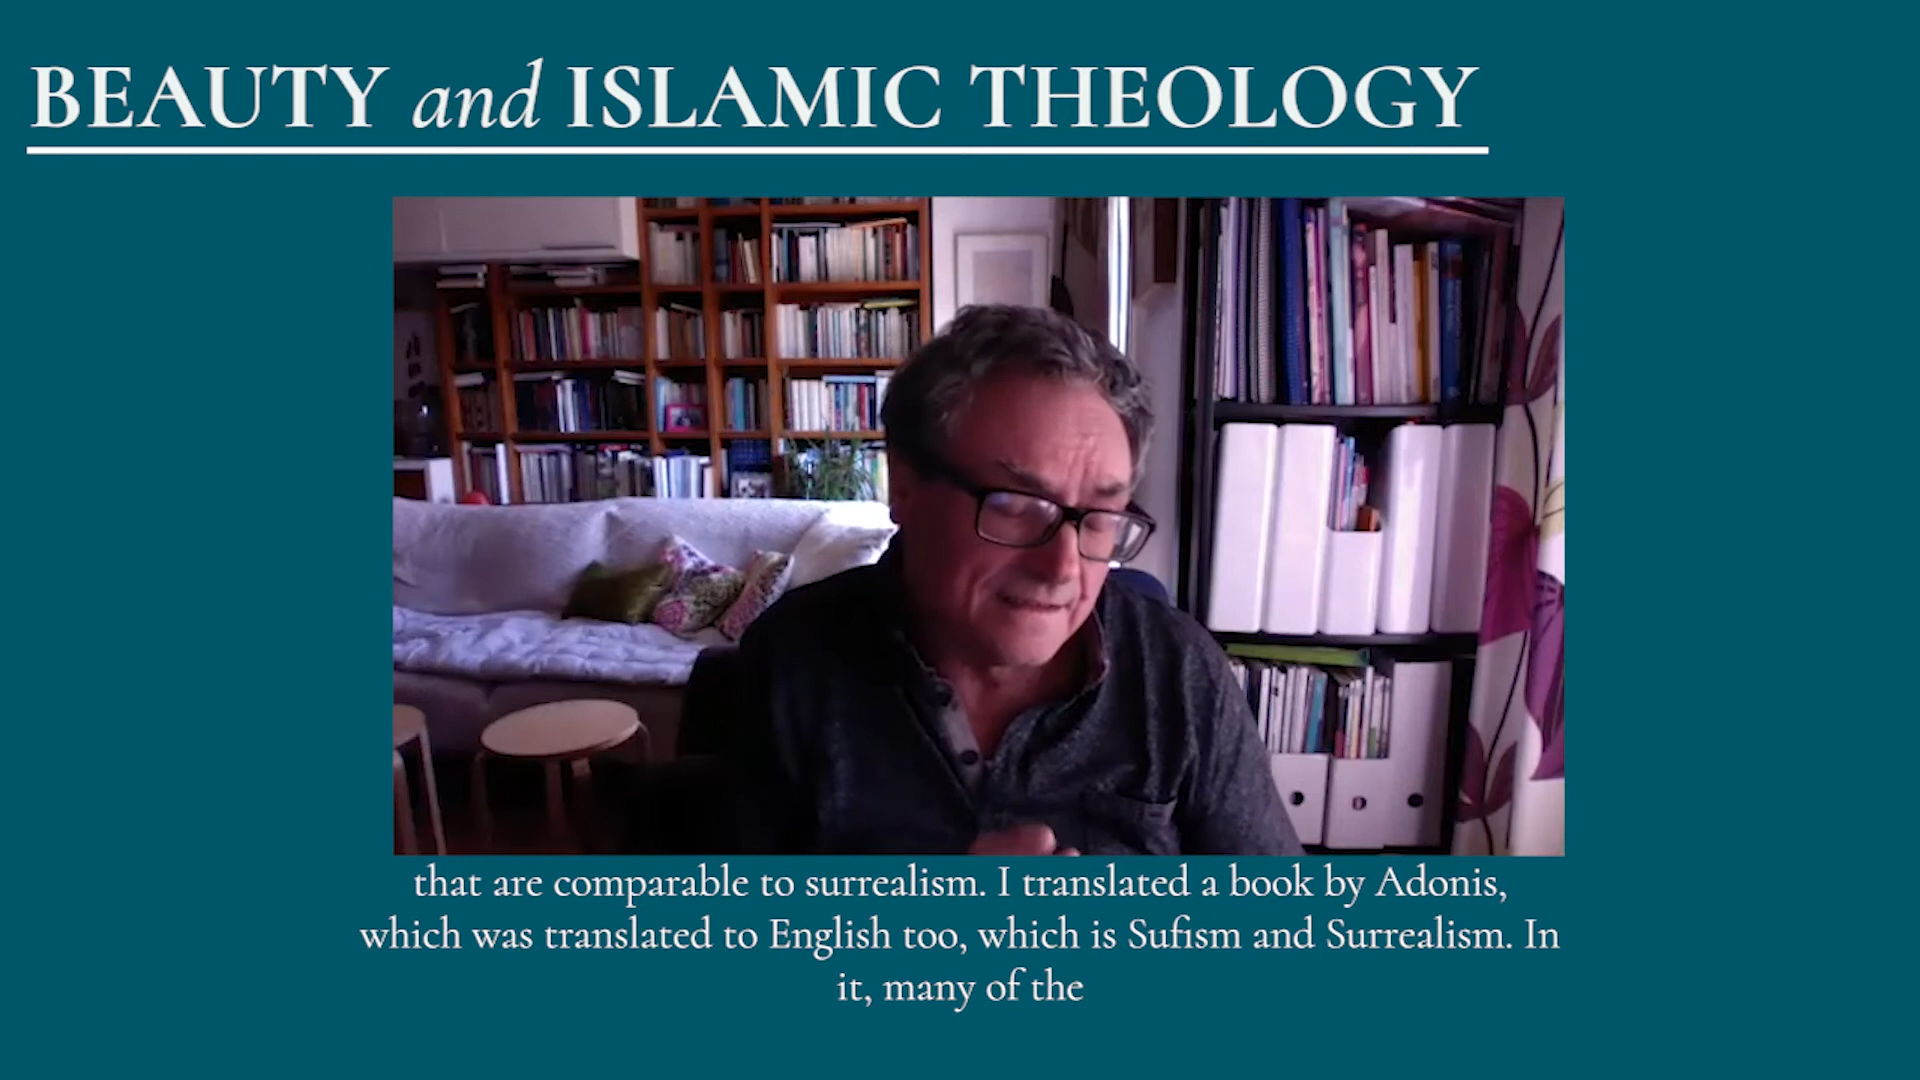 BEAUTY and ISLAMIC THEOLOGY
that are comparable to surrealism. I translated a book by Adonis,
which was translated to English too, which is Sufism and Surrealism. In
it, many of the